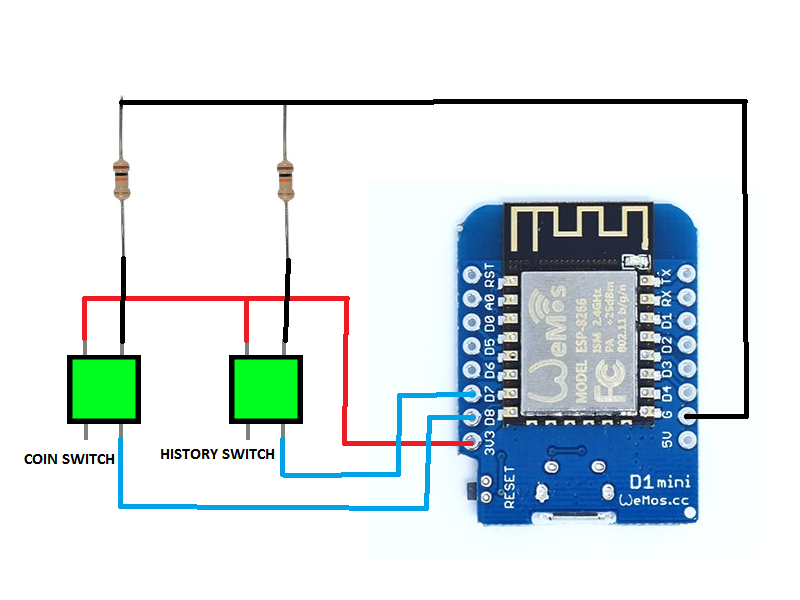 COIN SWITCH
HISTORY SWITCH
RST
A0
D0
D5
D6
D7
D8
3V3
WeMos
MODEL ESP-8266
ISM 2.4GHz
PA +25dBm
802.11 b/g/n
FC
TX
RX
D1
D2
D3
D4
G
5V
RESET
D1 mini
WeMos.cc